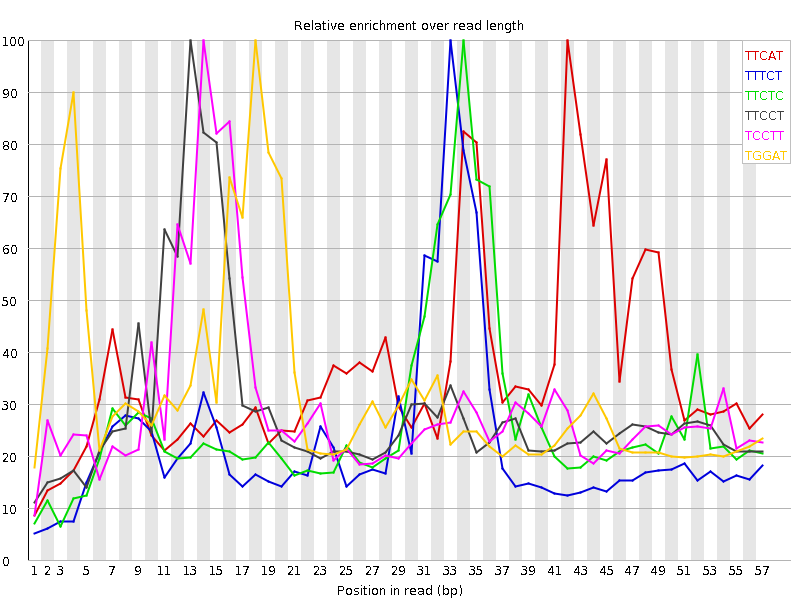 Relative enrichment over read length
100
90
80
70
60
50
40
30
20
10
0
TTCAT
TTTCT
TTCTC
TTCCT
TCCTT
TGGAT
1 2 3 5 7 9 11 13 15 17 19 21 23 25 27 29 31 33 35 37 39 41 43 45 47 49 51 53 55 57
Position in read (bp)